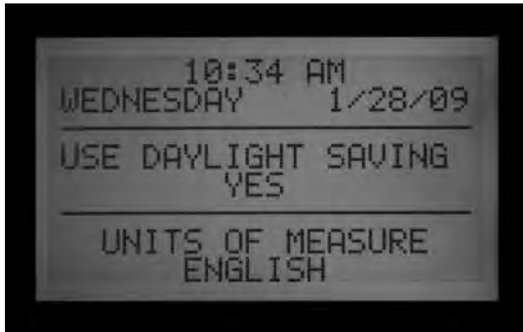 10:34 AM
WEDNESDAY 1/28/09
USE DAYLIGHT SAVING
YES
UNITS OF MEASURE
ENGLISH